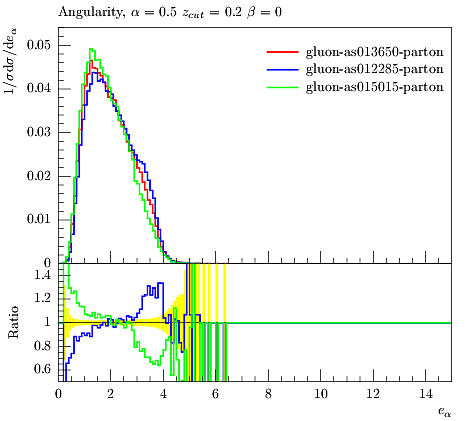 Angularity, α = 0.5 z_cut = 0.2 β = 0
1/σ dσ/de_α
0.05
0.04
0.03
0.02
0.01
0
gluon-as013650-parton
gluon-as012285-parton
gluon-as015015-parton
Ratio
1.4
1.2
1
0.8
0.6
0 2 4 6 8 10 12 14
e_α